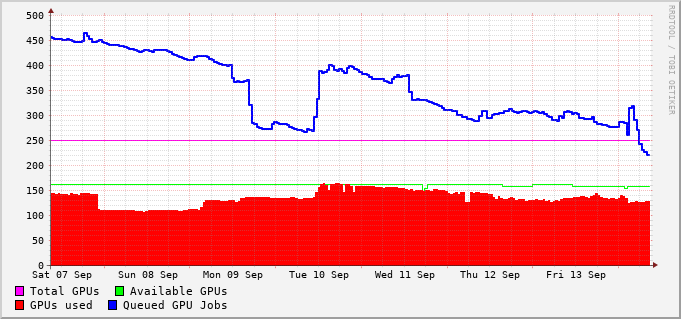 500
450
400
350
300
250
200
150
100
50
0
Sat 07 Sep Sun 08 Sep Mon 09 Sep Tue 10 Sep Wed 11 Sep Thu 12 Sep Fri 13 Sep
Total GPUs Available GPUs
GPUs used Queued GPU Jobs
RRDTOOL / TOBI OETIKER